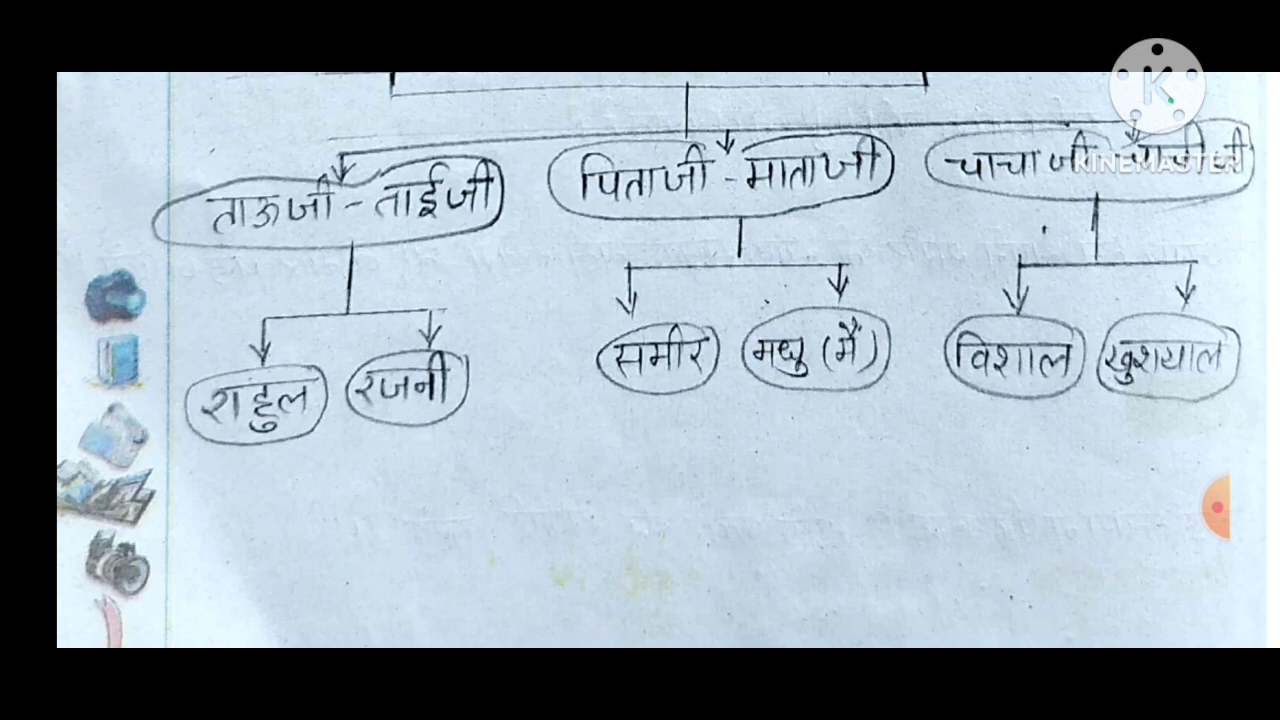 ताऊजी - ताईजी
पिताजी - माताजी
चाचाजी -
KINEMASTER
राहुल
रजनी
समीर
मधु (मैं)
विशाल
खुशयाल